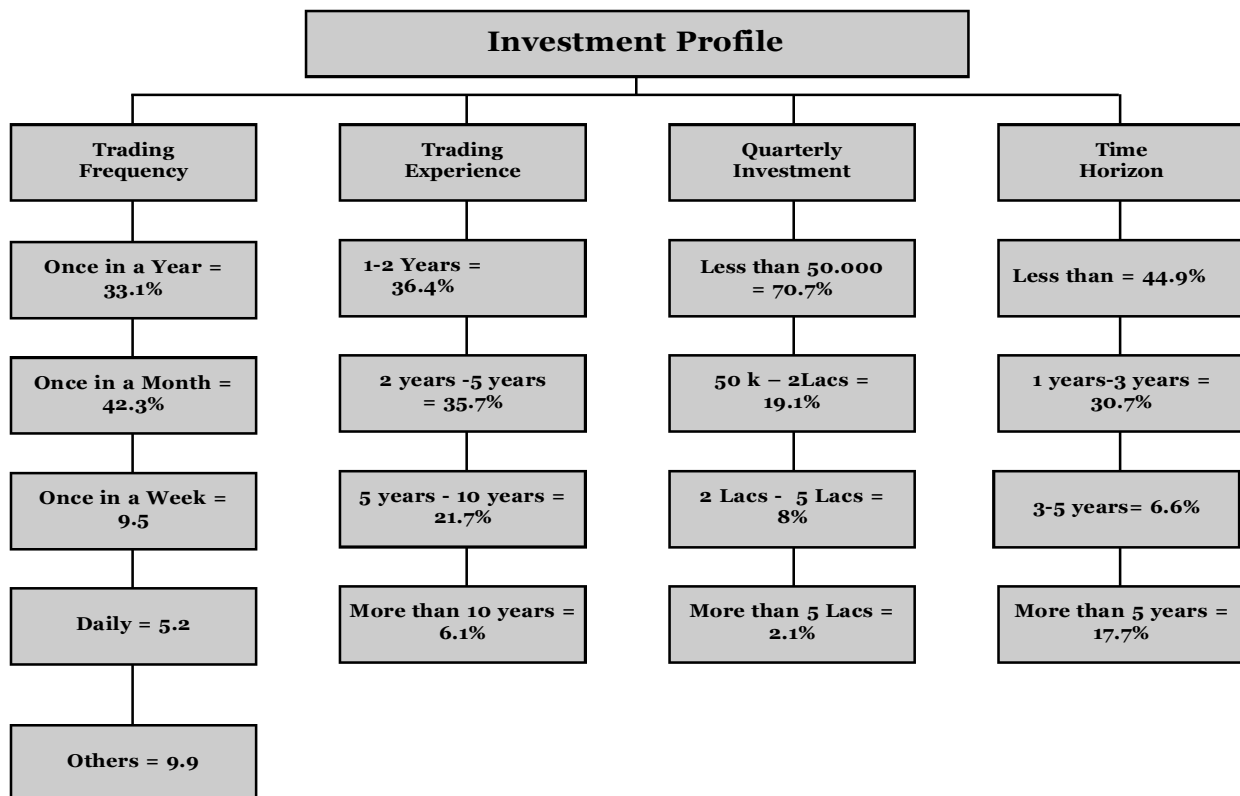 Investment Profile
Trading
Frequency
Once in a Year =
33.1%
Once in a Month =
42.3%
Once in a Week =
9.5
Daily = 5.2
Others = 9.9
Trading
Experience
1-2 Years =
36.4%
2 years -5 years
= 35.7%
5 years - 10 years =
21.7%
More than 10 years =
6.1%
Quarterly
Investment
Less than 50.000
= 70.7%
50 k – 2Lacs =
19.1%
2 Lacs -  5 Lacs =
8%
More than 5 Lacs =
2.1%
Time
Horizon
Less than = 44.9%
1 years-3 years =
30.7%
3-5 years= 6.6%
More than 5 years =
17.7%